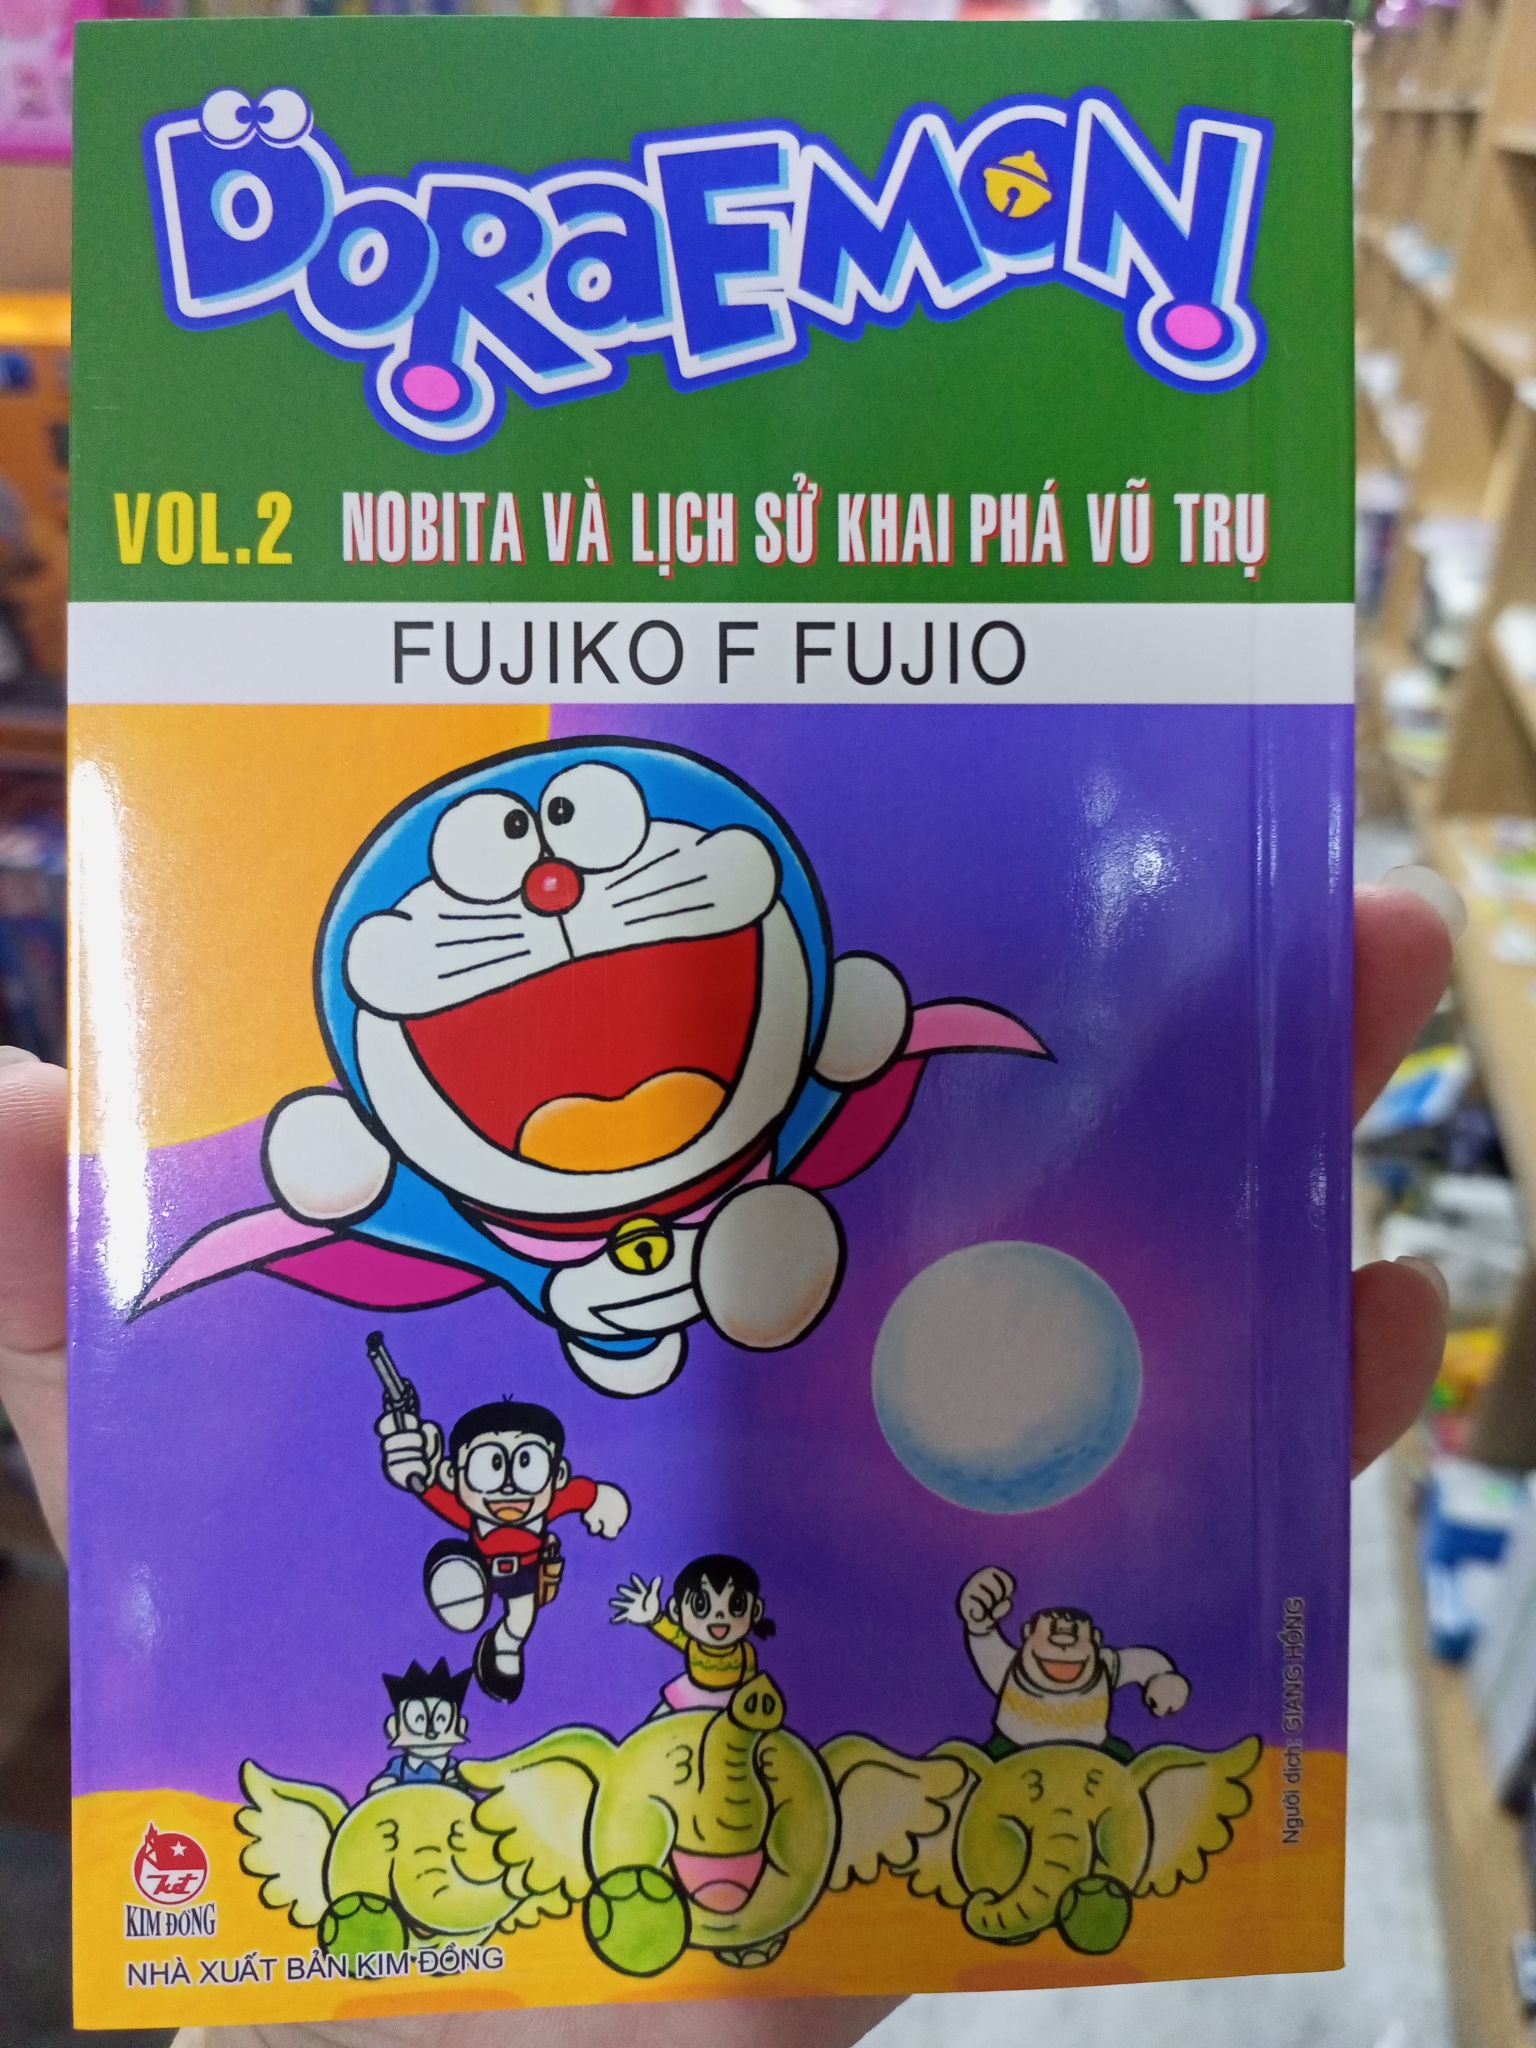 DORAEMON
VOL.2 NOBITA VÀ LỊCH SỬ KHAI PHÁ VŨ TRỤ
FUJIKO F FUJIO
Người dịch: GIANG HỒNG
kđ
KIM ĐỒNG
NHÀ XUẤT BẢN KIM ĐỒNG